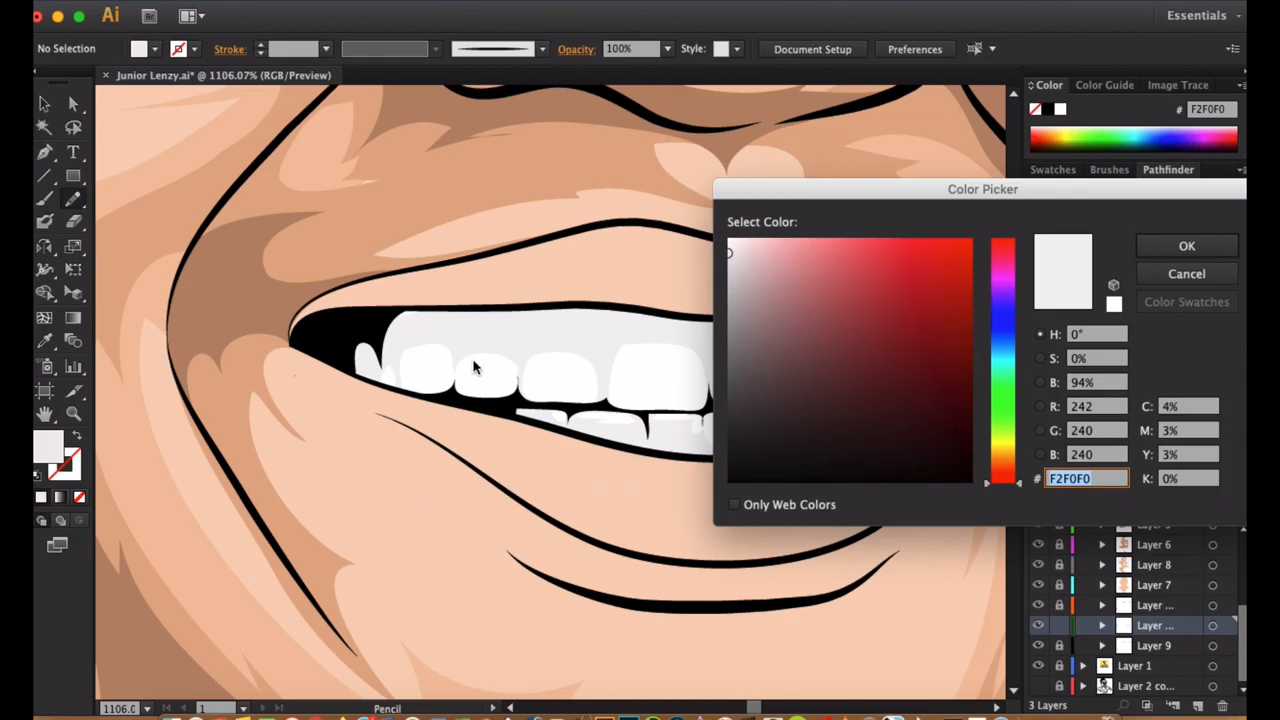 Ai Br Essentials
No Selection Stroke: Opacity: 100% Style: Document Setup Preferences
× Junior Lenzy.ai* @ 1106.07% (RGB/Preview)
Color Color Guide Image Trace
# F2F0F0
Swatches Brushes Pathfinder
T
Color Picker
Select Color:
OK
Cancel
Color Swatches
H: 0°
S: 0%
B: 94%
R: 242 C: 4%
G: 240 M: 3%
B: 240 Y: 3%
# F2F0F0 K: 0%
Only Web Colors
Layer 6
Layer 8
Layer 7
Layer ...
Layer ...
Layer 9
Layer 1
Layer 2 co...
3 Layers
1106.0 1 Pencil